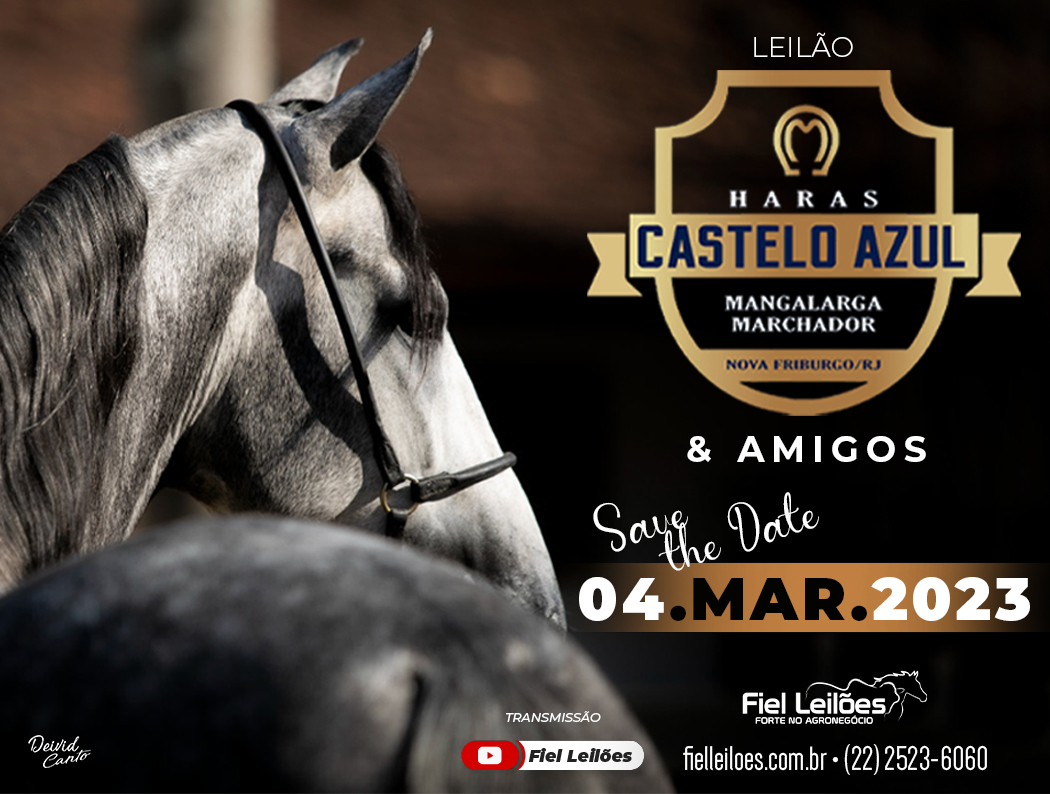 LEILÃO
HARAS
CASTELO AZUL
MANGALARGA
MARCHADOR
NOVA FRIBURGO/RJ
& AMIGOS
Save
the Date
04.MAR.2023
Fiel Leilões
FORTE NO AGRONEGÓCIO
TRANSMISSÃO
Fiel Leilões
fielleiloes.com.br • (22) 2523-6060
Deivid
Canto